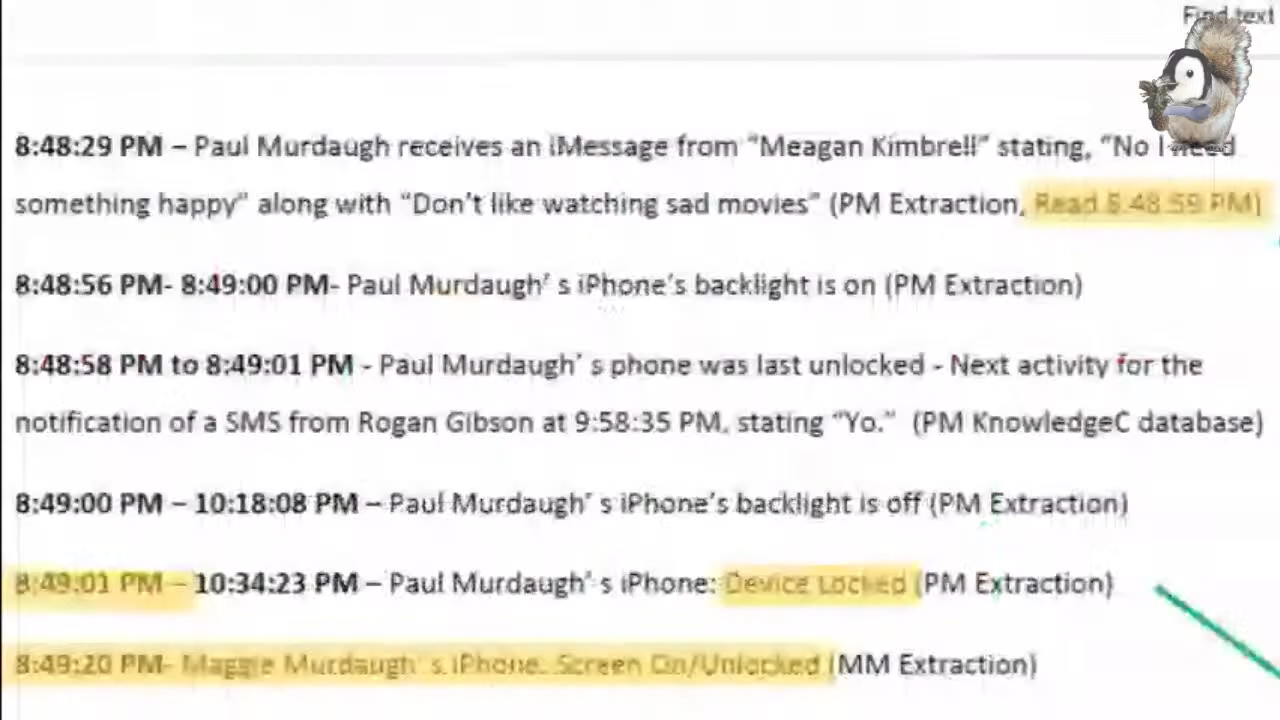 Find text
8:48:29 PM – Paul Murdaugh receives an iMessage from "Meagan Kimbrell" stating, "No I need
something happy" along with "Don't like watching sad movies" (PM Extraction, Read 8:48:59 PM)
8:48:56 PM- 8:49:00 PM- Paul Murdaugh' s iPhone's backlight is on (PM Extraction)
8:48:58 PM to 8:49:01 PM - Paul Murdaugh' s phone was last unlocked - Next activity for the
notification of a SMS from Rogan Gibson at 9:58:35 PM, stating "Yo." (PM KnowledgeC database)
8:49:00 PM – 10:18:08 PM – Paul Murdaugh' s iPhone's backlight is off (PM Extraction)
8:49:01 PM – 10:34:23 PM – Paul Murdaugh' s iPhone: Device Locked (PM Extraction)
8:49:20 PM- Maggie Murdaugh' s iPhone: Screen On/Unlocked (MM Extraction)